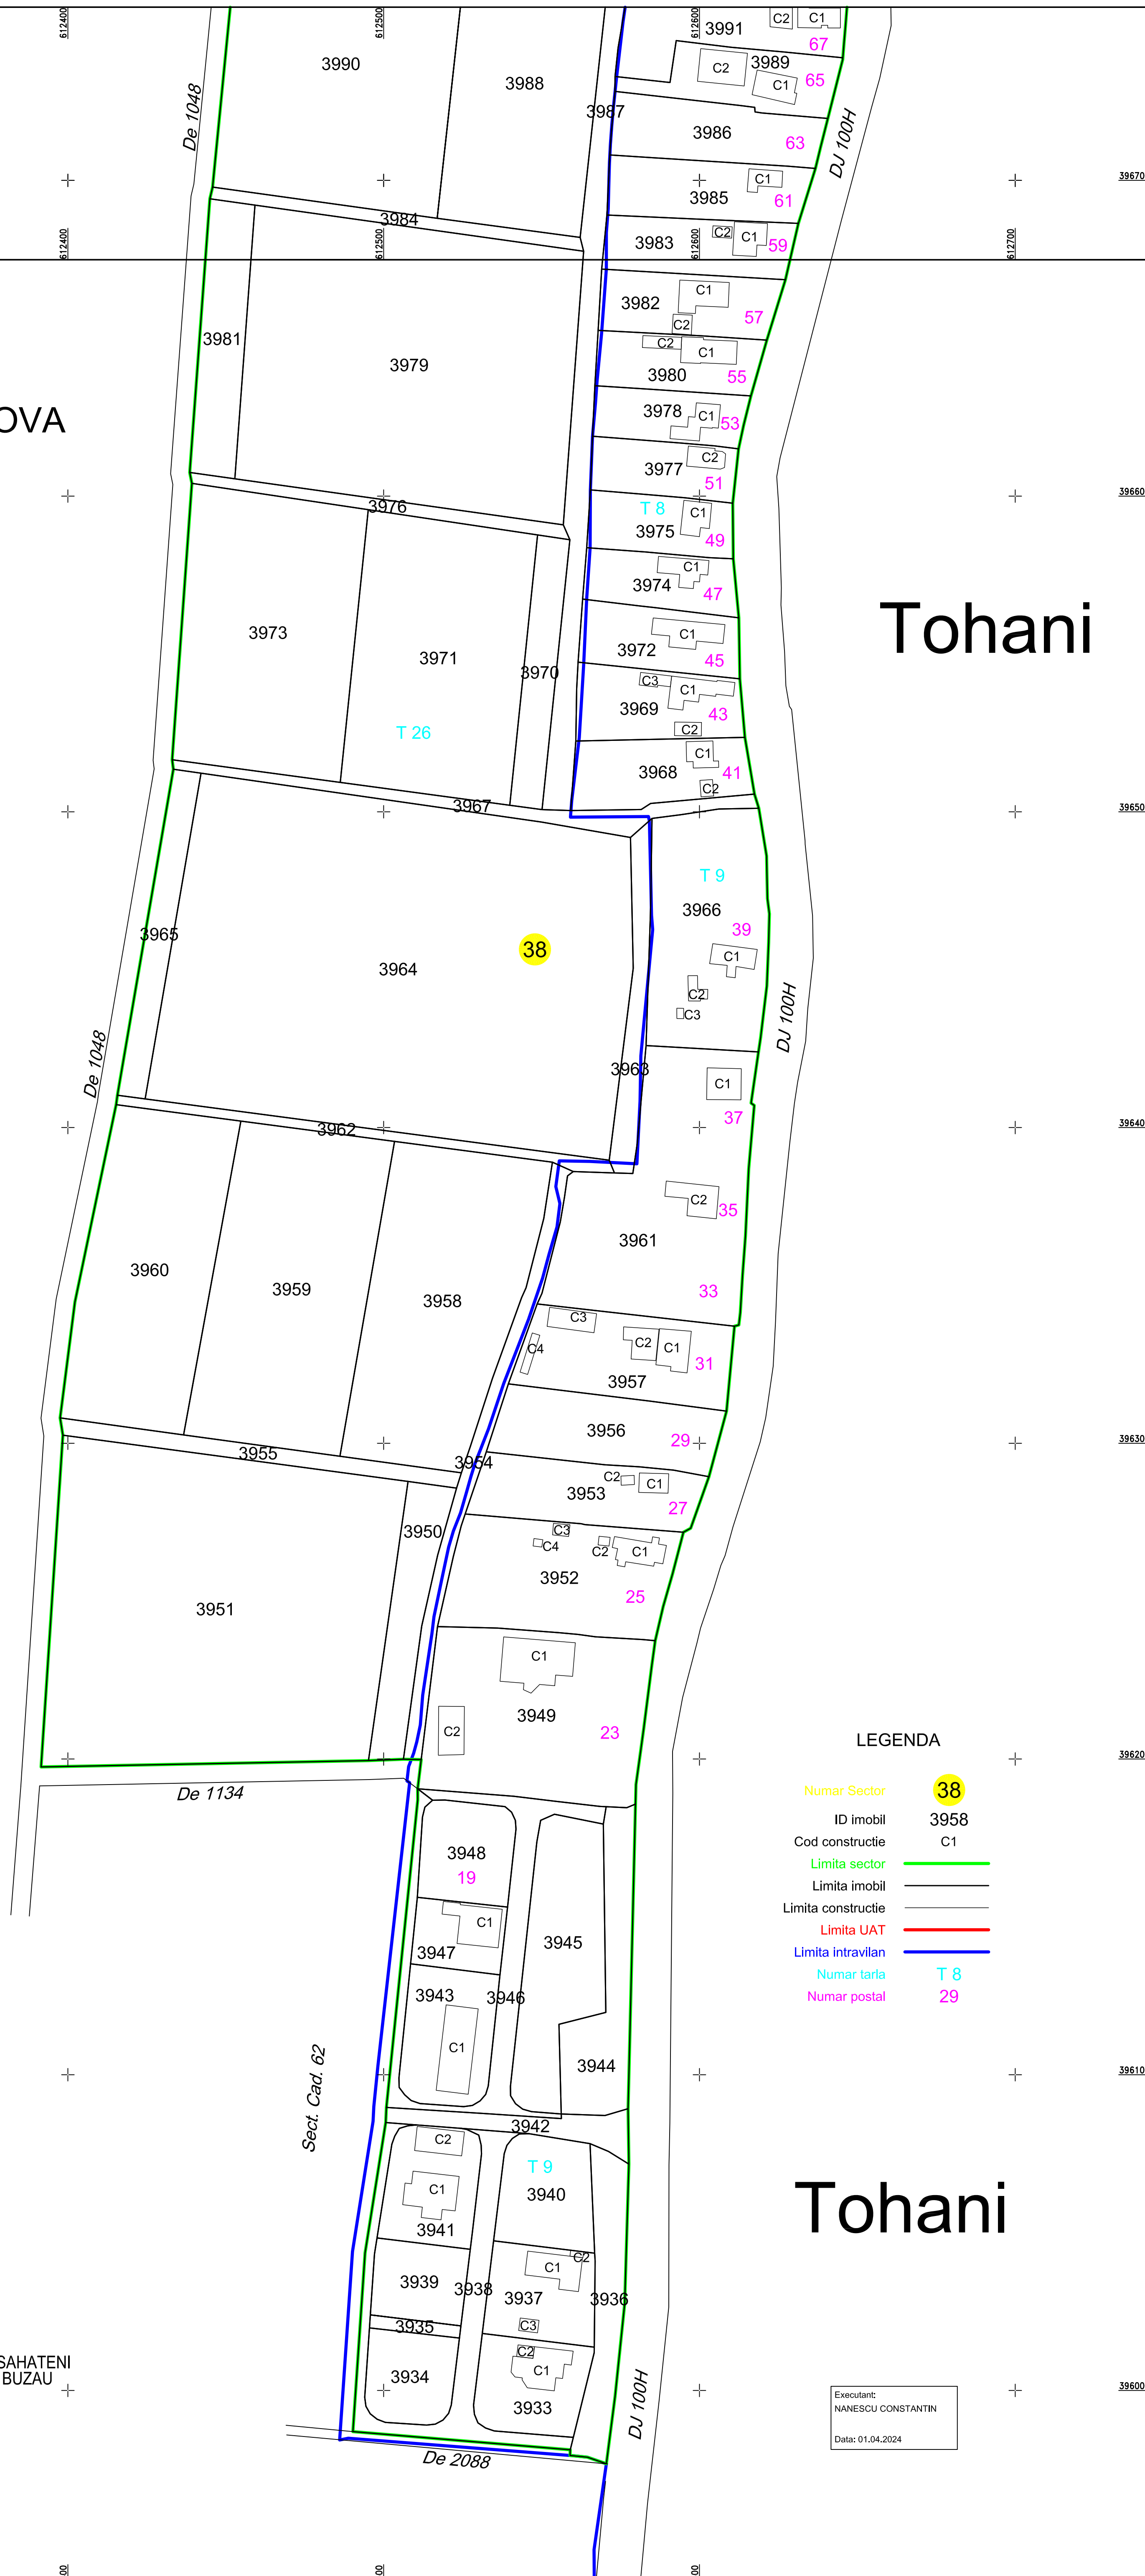 612400
612500
612600
C2
C1
3991
67
3990
3988
C2
3989
C1
65
De 1048
3987
3986
63
DJ 100H
C1
3985
61
3984
612400
612500
612600
612700
3983
C2
C1
59
C1
3982
C2
57
3981
3979
C2
C1
3980
55
OVA
3978
C1
53
C2
3977
51
3976
T 8
C1
3975
49
C1
3974
47
Tohani
3973
3971
3970
C1
3972
45
C3
C1
3969
43
C2
T 26
C1
3968
41
C2
3967
T 9
3966
39
3965
3964
38
C1
C2
C3
DJ 100H
De 1048
3963
C1
37
3962
C2
35
3961
3960
3959
3958
33
C3
C4
C2
C1
31
3957
3956
29
3955
3954
C2
C1
3953
27
3950
C3
C4
C2
C1
3952
25
3951
C1
3949
23
C2
De 1134
LEGENDA
Numar Sector
38
ID imobil
3958
Cod constructie
C1
Limita sector
Limita imobil
Limita constructie
Limita UAT
Limita intravilan
Numar tarla
T 8
Numar postal
29
3948
19
C1
3947
3945
3943
3946
C1
3944
Sect. Cad. 62
3942
C2
T 9
C1
3940
3941
Tohani
C2
C1
3939
3938
3937
3936
C3
3935
C2
C1
3934
3933
SAHATENI
BUZAU
DJ 100H
De 2088
Executant:
NANESCU CONSTANTIN
Data: 01.04.2024